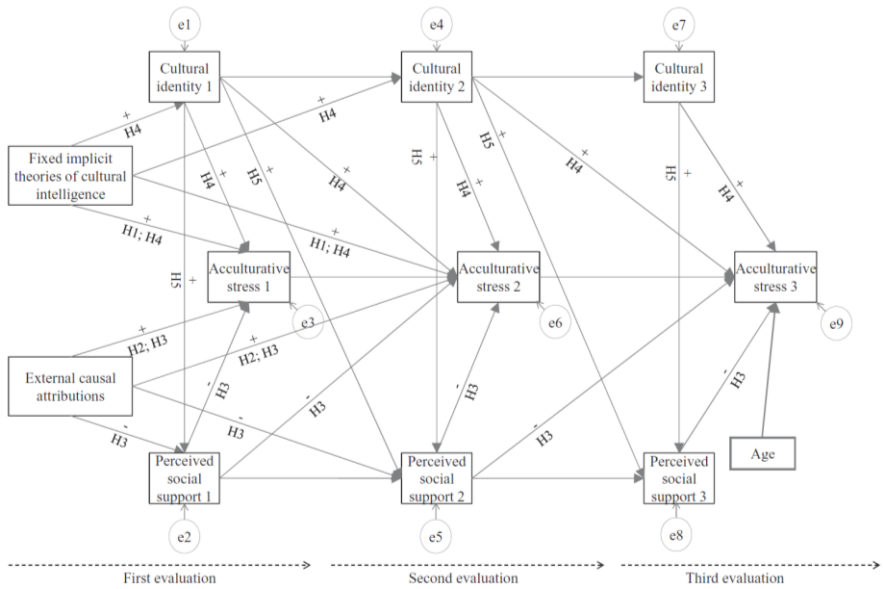 e1
e4
e7
Cultural
identity 1
Cultural
identity 2
Cultural
identity 3
+
H4
+
H4
Fixed implicit
theories of cultural
intelligence
H4 +
H5 +
+
H4
H5 +
H4 +
H5 +
+
H4
H5 +
+
H4
+
H1; H4
+
H1; H4
H5 +
Acculturative
stress 1
Acculturative
stress 2
Acculturative
stress 3
e3
e6
e9
+
H2; H3
+
H2; H3
External causal
attributions
-
H3
-
H3
-
H3
-
H3
-
H3
-
H3
-
H3
Age
Perceived
social
support 1
Perceived
social
support 2
Perceived
social
support 3
e2
e5
e8
First evaluation
Second evaluation
Third evaluation